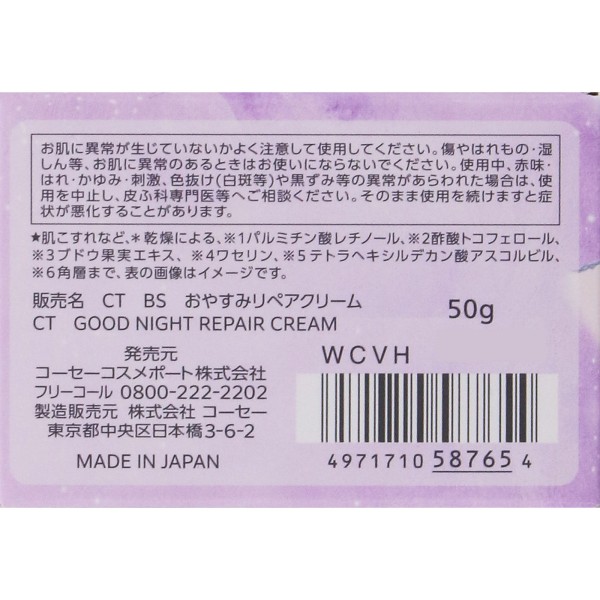 お肌に異常が生じていないかよく注意して使用してください。傷やはれもの・湿
しん等、お肌に異常のあるときはお使いにならないでください。使用中、赤味・
はれ・かゆみ・刺激、色抜け(白斑等)や黒ずみ等の異常があらわれた場合は、使
用を中止し、皮ふ科専門医等へご相談ください。そのまま使用を続けますと症
状が悪化することがあります。
★肌こすれなど、＊乾燥による、※1パルミチン酸レチノール、※2酢酸トコフェロール、
※3ブドウ果実エキス、※4ワセリン、※5テトラヘキシルデカン酸アスコルビル、
※6角層まで、表の画像はイメージです。
販売名 CT BS おやすみリペアクリーム
CT GOOD NIGHT REPAIR CREAM
50g
発売元
コーセーコスメポート株式会社
フリーコール 0800-222-2202
製造販売元 株式会社 コーセー
東京都中央区日本橋3-6-2
MADE IN JAPAN
WCVH
4971710 58765 4